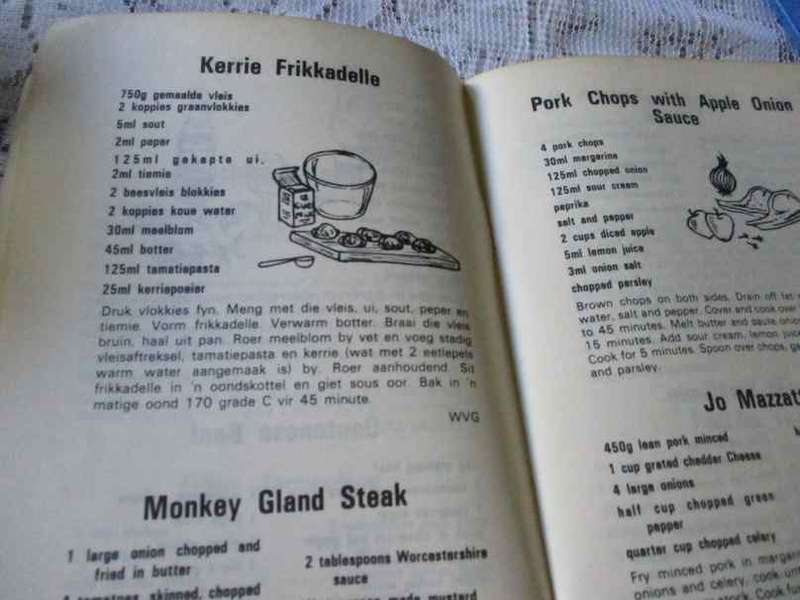 Kerrie Frikkadelle
750g gemaalde vleis
2 koppies graanvlokkies
5ml sout
2ml peper
125ml gekapte ui.
2ml tiemie
2 beesvleis blokkies
2 koppies koue water
30ml meelblom
45ml botter
125ml tamatiepasta
25ml kerriepoeier
Druk vlokkies fyn. Meng met die vleis, ui, sout, peper en
tiemie. Vorm frikkadelle. Verwarm botter. Braai die vleis
bruin, haal uit pan. Roer meelblom by vet en voeg stadig
vleisaftreksel, tamatiepasta en kerrie (wat met 2 eetlepels
warm water aangemaak is) by. Roer aanhoudend. Sit
frikkadelle in 'n oondskottel en giet sous oor. Bak in 'n
matige oond 170 grade C vir 45 minute.
WVG
Monkey Gland Steak
1 large onion chopped and
fried in butter
tomatoes, skinned, chopped
2 tablespoons Worcestershire
sauce
made mustard
Pork Chops with Apple Onion
Sauce
4 pork chops
30ml margarine
125ml chopped onion
125ml sour cream
paprika
salt and pepper
2 cups diced apple
5ml lemon juice
3ml onion salt
chopped parsley
Brown chops on both sides. Drain off fat
water, salt and pepper. Cover and cook over
to 45 minutes. Melt butter and saute onion
15 minutes. Add sour cream, lemon juice
Cook for 5 minutes. Spoon over chops,
and parsley.
Jo Mazzatt
450g lean pork minced
1 cup grated chedder Cheese
4 large onions
half cup chopped green
pepper
quarter cup chopped celery
Fry minced pork in
onions and celery, cook
stock. Cook